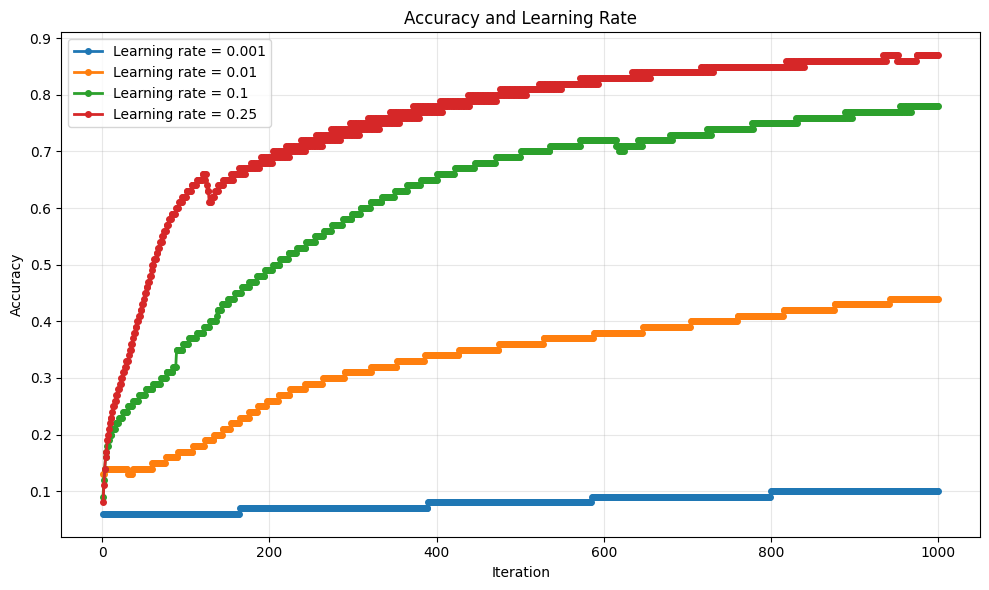 Accuracy and Learning Rate
Learning rate = 0.001
Learning rate = 0.01
Learning rate = 0.1
Learning rate = 0.25
Accuracy
0.9
0.8
0.7
0.6
0.5
0.4
0.3
0.2
0.1
0 200 400 600 800 1000
Iteration